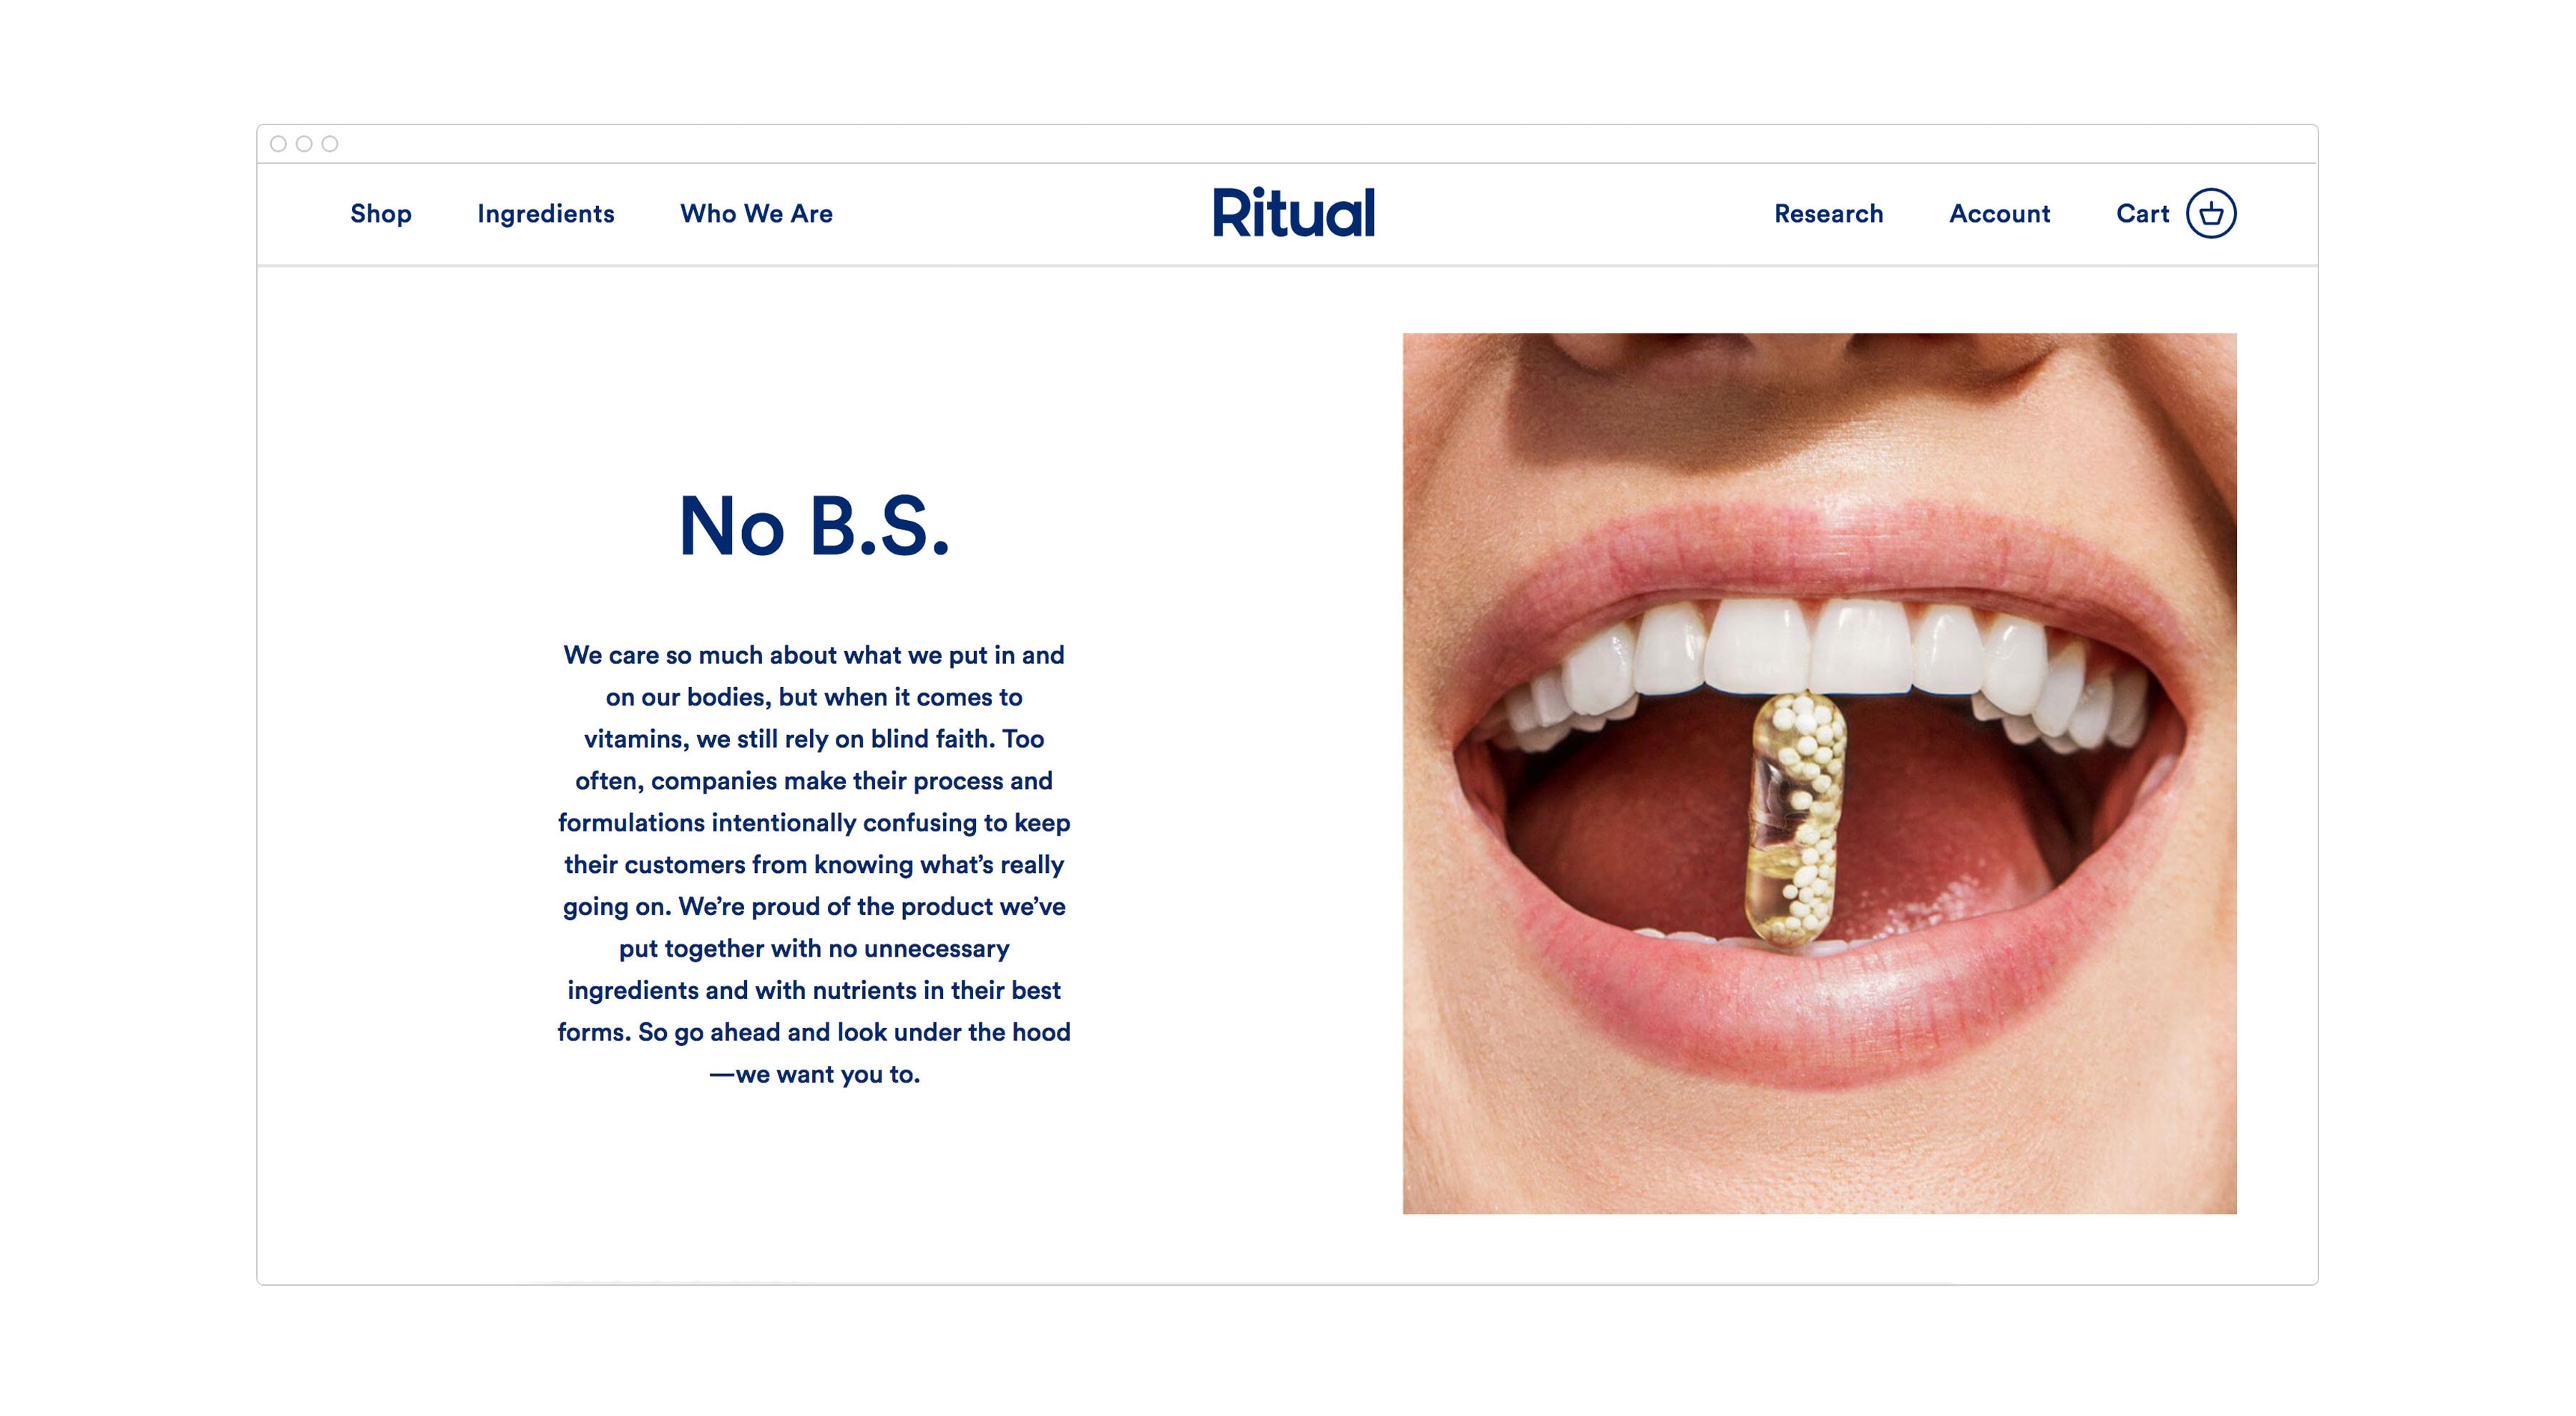 Shop Ingredients Who We Are Ritual Research Account Cart
No B.S.
We care so much about what we put in and
on our bodies, but when it comes to
vitamins, we still rely on blind faith. Too
often, companies make their process and
formulations intentionally confusing to keep
their customers from knowing what’s really
going on. We’re proud of the product we’ve
put together with no unnecessary
ingredients and with nutrients in their best
forms. So go ahead and look under the hood
—we want you to.